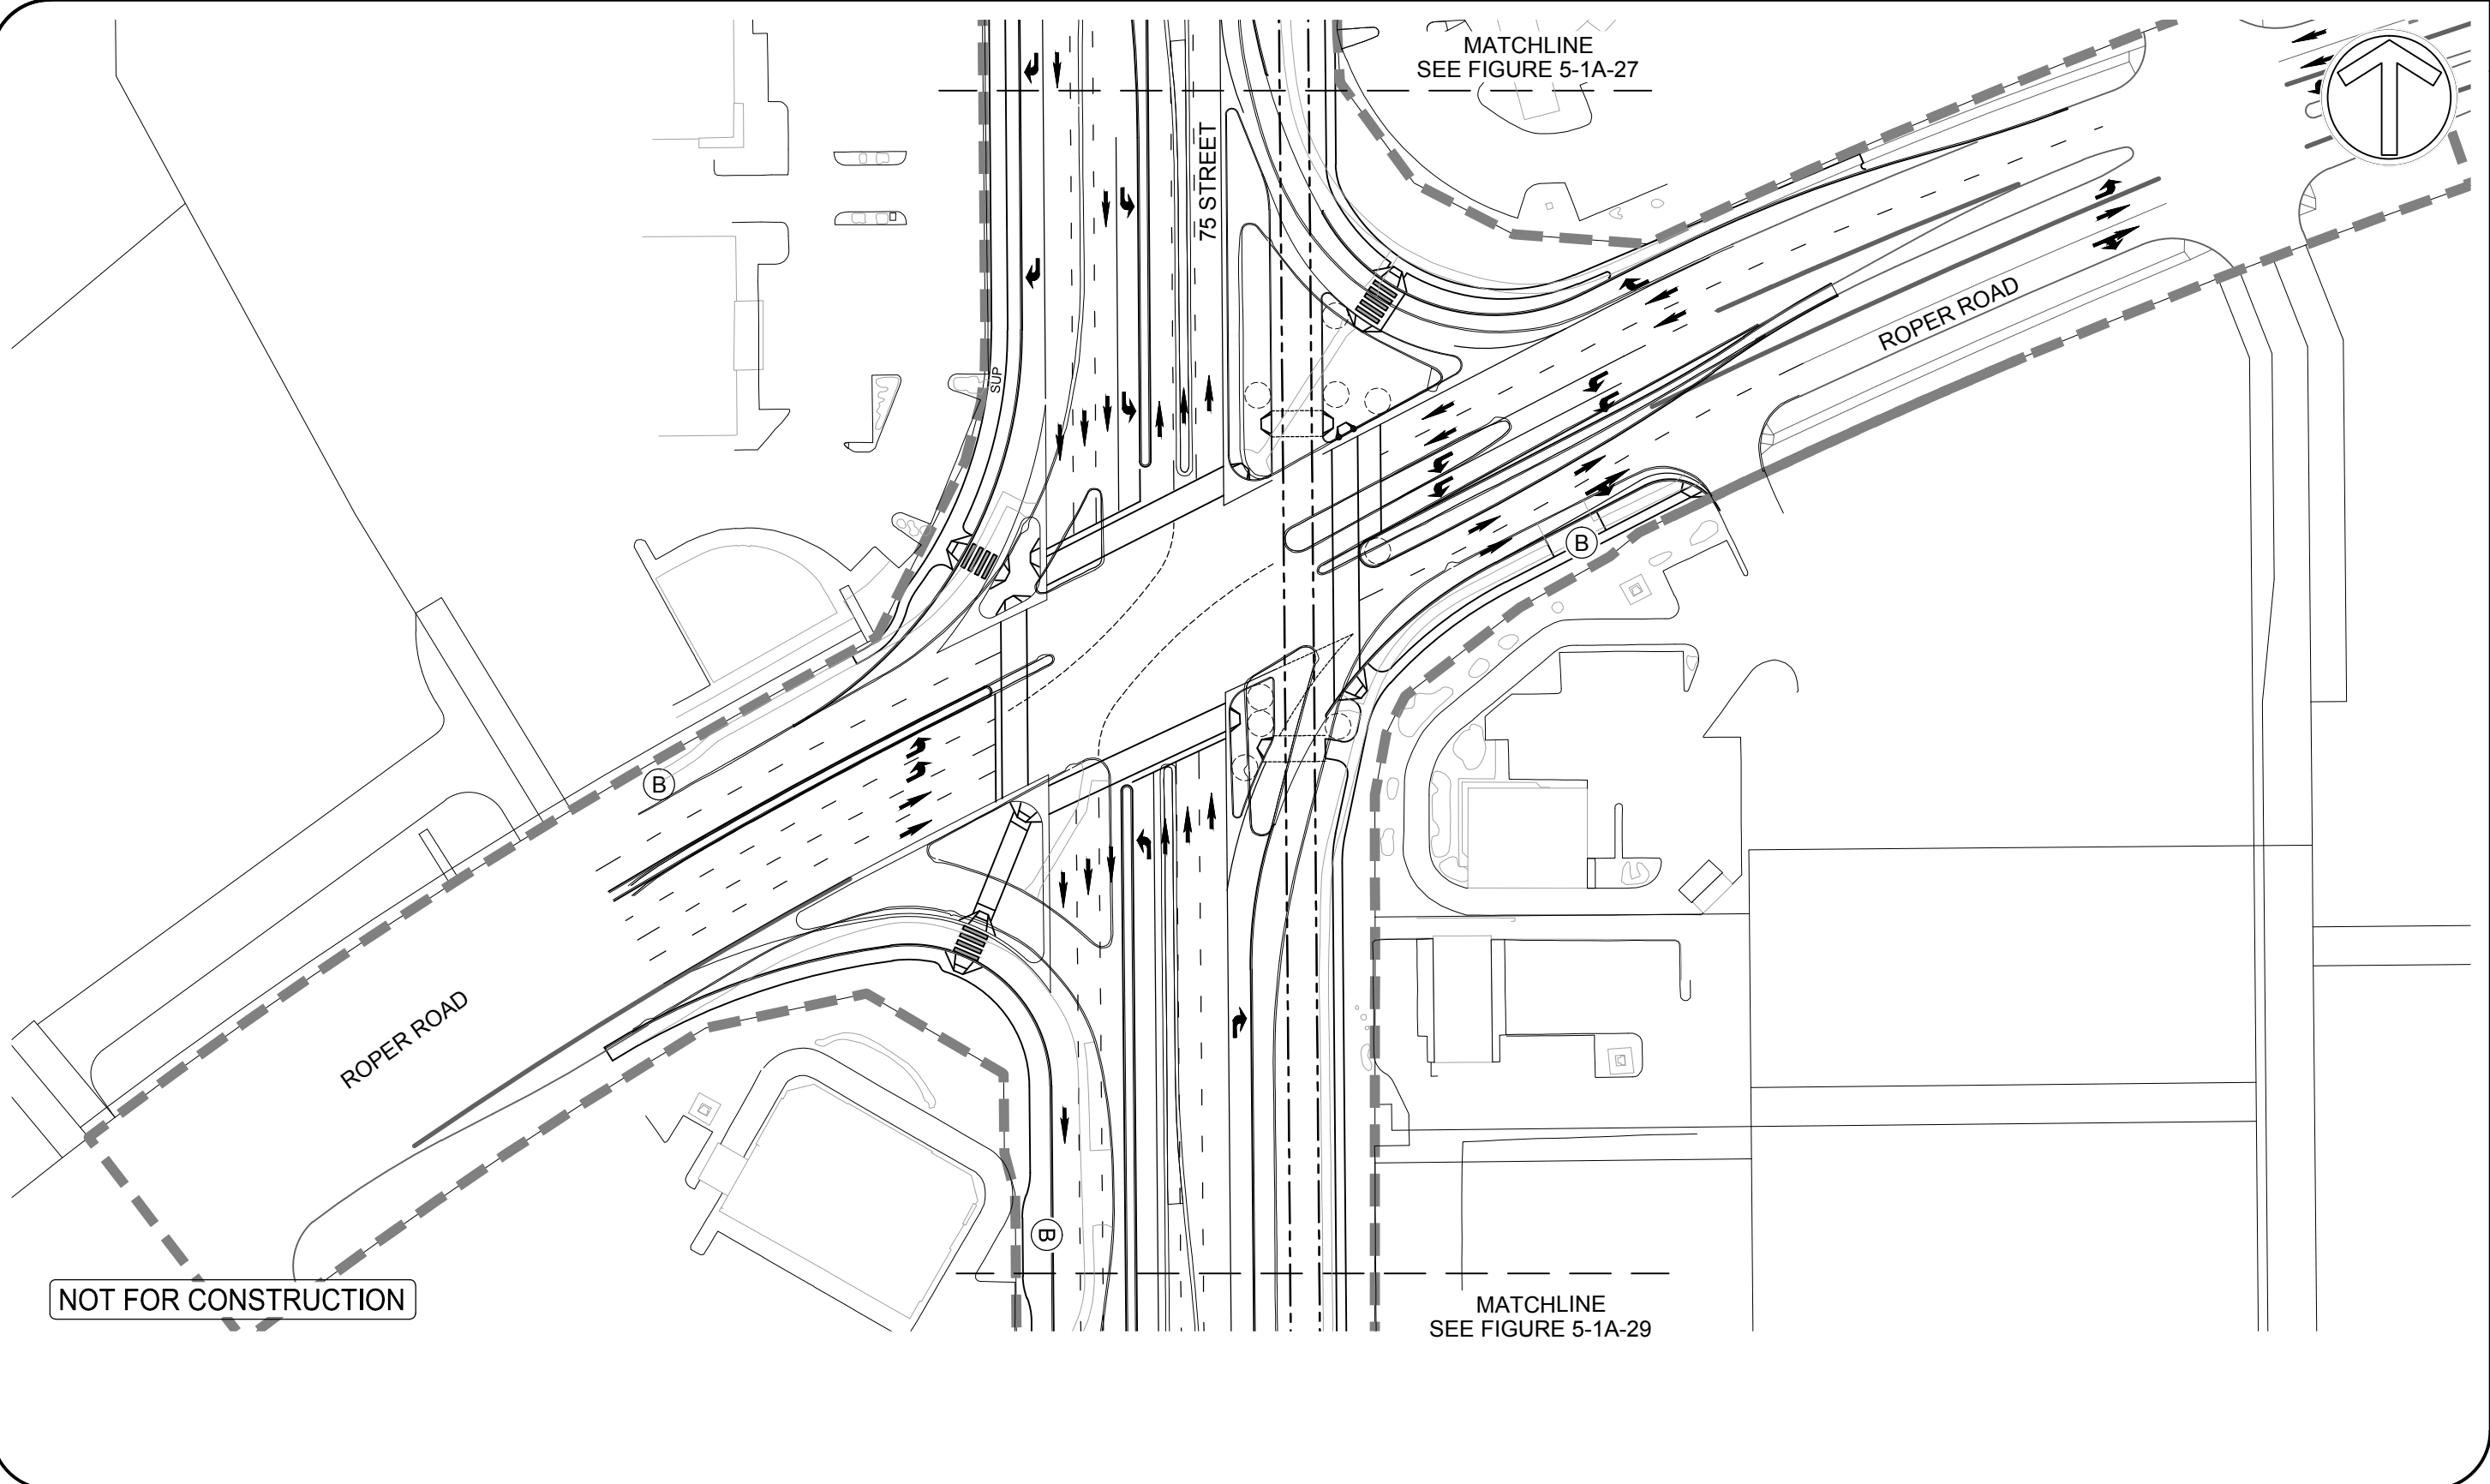 MATCHLINE
SEE FIGURE 5-1A-27
75 STREET
ROPER ROAD
SUP
B
B
ROPER ROAD
B
NOT FOR CONSTRUCTION
MATCHLINE
SEE FIGURE 5-1A-29